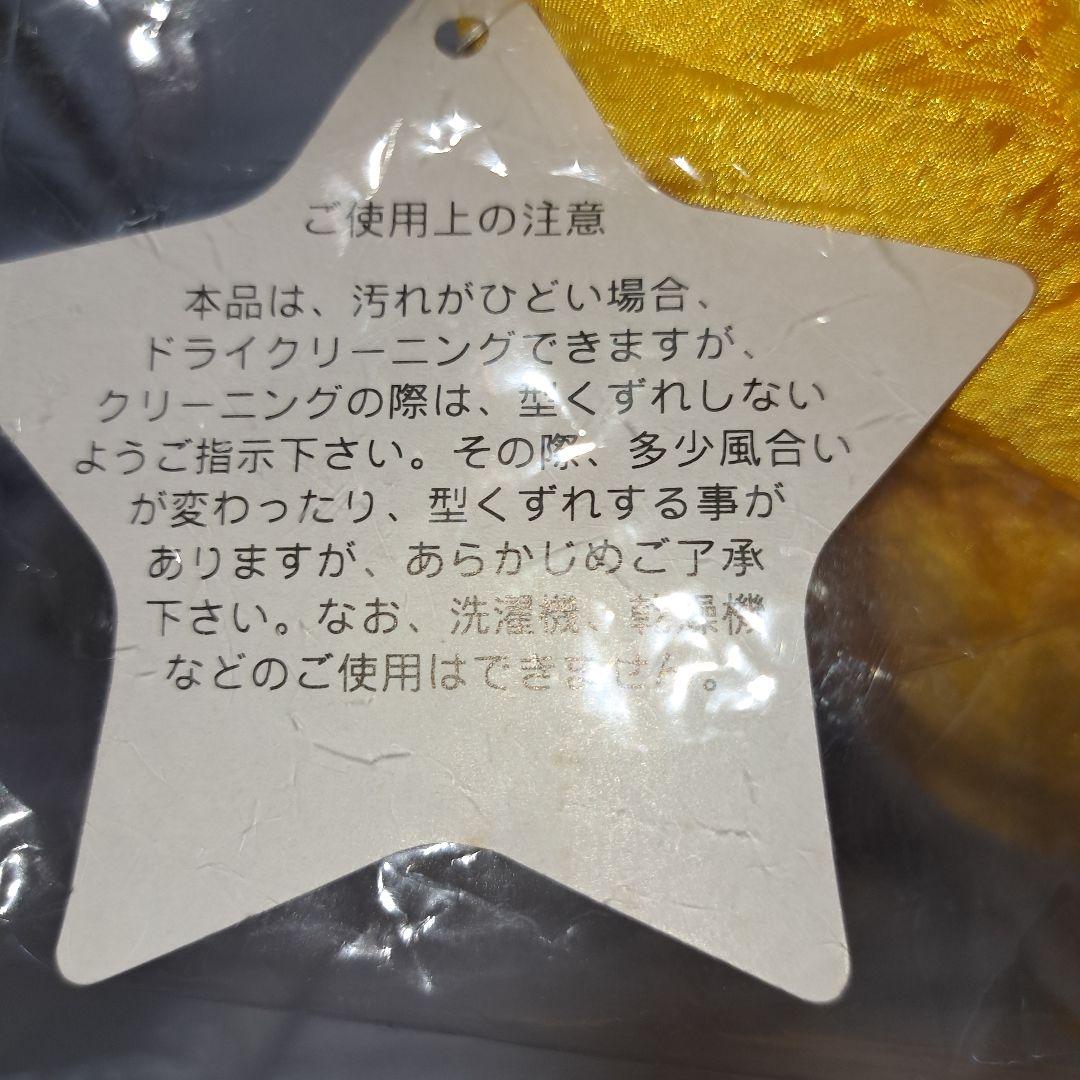 ご使用上の注意
本品は、汚れがひどい場合、
ドライクリーニングできますが、
クリーニングの際は、型くずれしない
ようご指示下さい。その際、多少風合い
が変わったり、型くずれする事が
ありますが、あらかじめご了承
下さい。なお、洗濯機、乾燥機
などのご使用はできません。